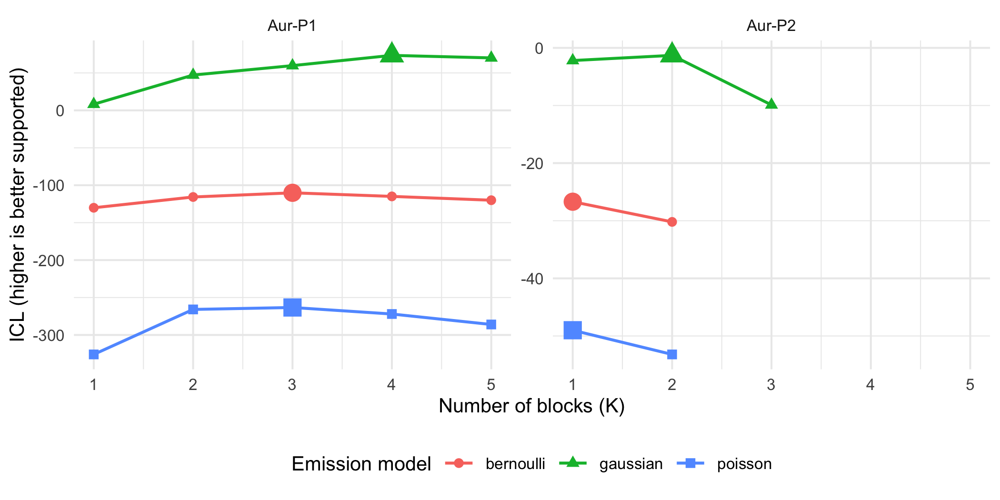 Aur-P1
Aur-P2
ICL (higher is better supported)
0
-100
-200
-300
0
-20
-40
1 2 3 4 5
1 2 3 4 5
Number of blocks (K)
Emission model bernoulli gaussian poisson